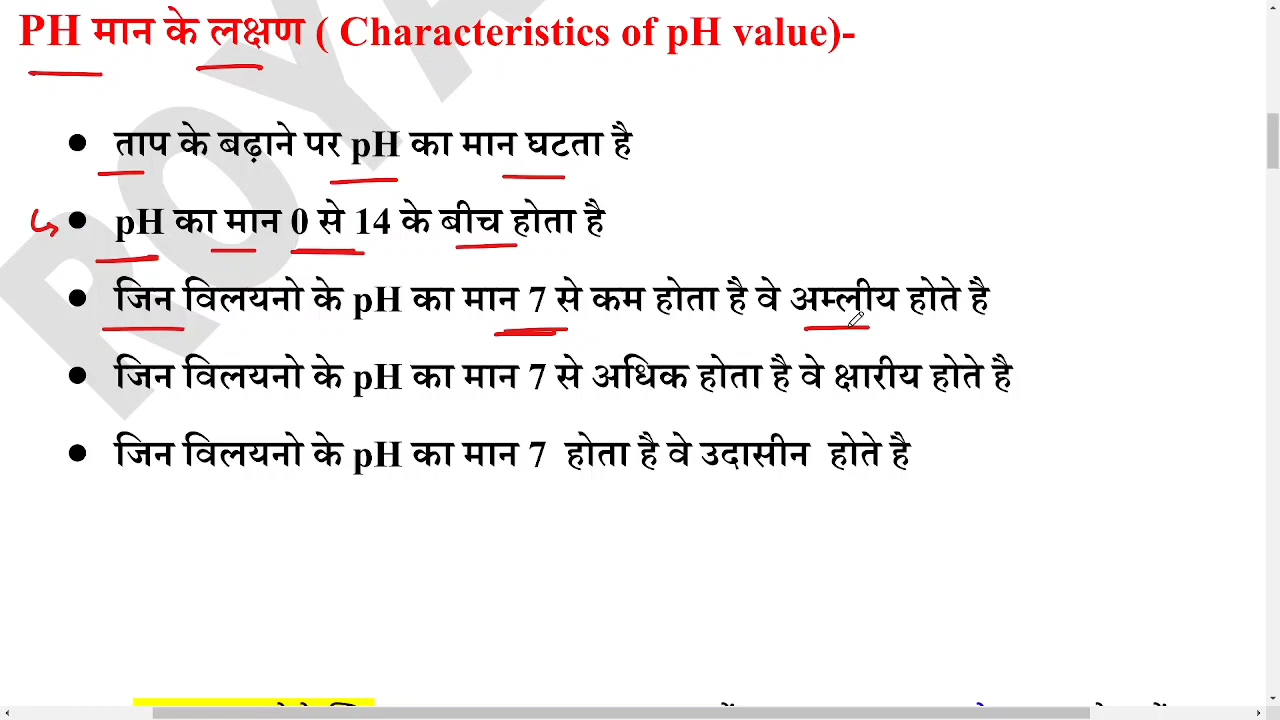 PH मान के लक्षण ( Characteristics of pH value)-
• ताप के बढ़ाने पर pH का मान घटता है
• pH का मान 0 से 14 के बीच होता है
• जिन विलयनो के pH का मान 7 से कम होता है वे अम्लीय होते है
• जिन विलयनो के pH का मान 7 से अधिक होता है वे क्षारीय होते है
• जिन विलयनो के pH का मान 7 होता है वे उदासीन होते है